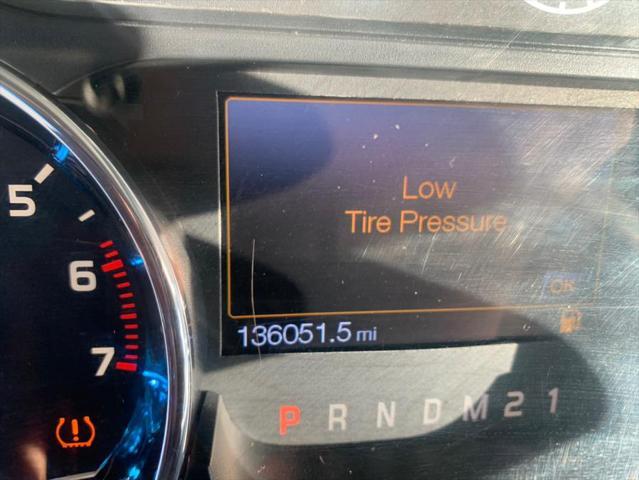 Low
Tire Pressure
OK
136051.5 mi
5
6
7
P R N D M 2 1